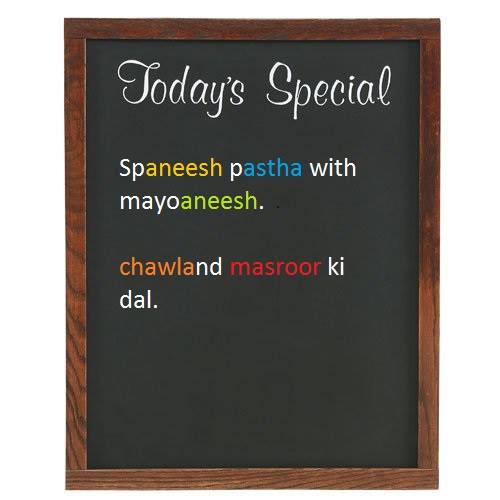 Today's Special
Spaneesh pastha with
mayoaneesh.
chawland masroor ki
dal.